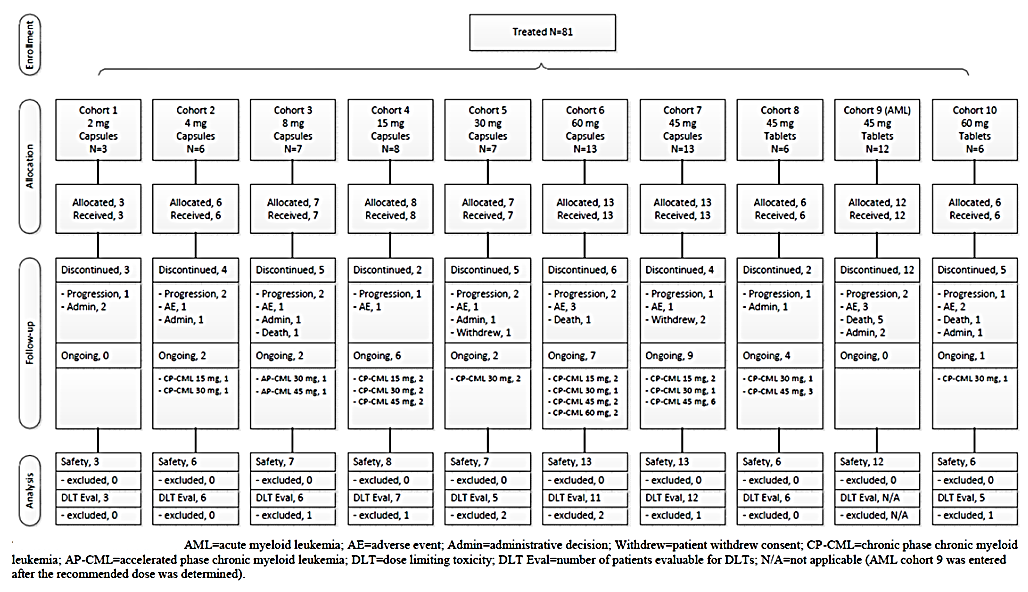 Enrollment
Treated N=81
Allocation
Cohort 1
2 mg
Capsules
N=3
Cohort 2
4 mg
Capsules
N=6
Cohort 3
8 mg
Capsules
N=7
Cohort 4
15 mg
Capsules
N=8
Cohort 5
30 mg
Capsules
N=7
Cohort 6
60 mg
Capsules
N=13
Cohort 7
45 mg
Capsules
N=13
Cohort 8
45 mg
Tablets
N=6
Cohort 9 (AML)
45 mg
Tablets
N=12
Cohort 10
60 mg
Tablets
N=6
Allocated, 3
Received, 3
Allocated, 6
Received, 6
Allocated, 7
Received, 7
Allocated, 8
Received, 8
Allocated, 7
Received, 7
Allocated, 13
Received, 13
Allocated, 13
Received, 13
Allocated, 6
Received, 6
Allocated, 12
Received, 12
Allocated, 6
Received, 6
Follow-up
Discontinued, 3
- Progression, 1
- Admin, 2
Ongoing, 0
Discontinued, 4
- Progression, 2
- AE, 1
- Admin, 1
Ongoing, 2
- CP-CML 15 mg, 1
- CP-CML 30 mg, 1
Discontinued, 5
- Progression, 2
- AE, 1
- Admin, 1
- Death, 1
Ongoing, 2
- AP-CML 30 mg, 1
- AP-CML 45 mg, 1
Discontinued, 2
- Progression, 1
- AE, 1
Ongoing, 6
- CP-CML 15 mg, 2
- CP-CML 30 mg, 2
- CP-CML 45 mg, 2
Discontinued, 5
- Progression, 2
- AE, 1
- Admin, 1
- Withdrew, 1
Ongoing, 2
- CP-CML 30 mg, 2
Discontinued, 6
- Progression, 2
- AE, 3
- Death, 1
Ongoing, 7
- CP-CML 15 mg, 2
- CP-CML 30 mg, 1
- CP-CML 45 mg, 2
- CP-CML 60 mg, 2
Discontinued, 4
- Progression, 1
- AE, 1
- Withdrew, 2
Ongoing, 9
- CP-CML 15 mg, 2
- CP-CML 30 mg, 1
- CP-CML 45 mg, 6
Discontinued, 2
- Progression, 1
- Admin, 1
Ongoing, 4
- CP-CML 30 mg, 1
- CP-CML 45 mg, 3
Discontinued, 12
- Progression, 2
- AE, 3
- Death, 5
- Admin, 2
Ongoing, 0
Discontinued, 5
- Progression, 1
- AE, 2
- Death, 1
- Admin, 1
Ongoing, 1
- CP-CML 30 mg, 1
Analysis
Safety, 3
- excluded, 0
DLT Eval, 3
- excluded, 0
Safety, 6
- excluded, 0
DLT Eval, 6
- excluded, 0
Safety, 7
- excluded, 0
DLT Eval, 6
- excluded, 1
Safety, 8
- excluded, 0
DLT Eval, 7
- excluded, 1
Safety, 7
- excluded, 0
DLT Eval, 5
- excluded, 2
Safety, 13
- excluded, 0
DLT Eval, 11
- excluded, 2
Safety, 13
- excluded, 0
DLT Eval, 12
- excluded, 1
Safety, 6
- excluded, 0
DLT Eval, 6
- excluded, 0
Safety, 12
- excluded, 0
DLT Eval, N/A
- excluded, N/A
Safety, 6
- excluded, 0
DLT Eval, 5
- excluded, 1
AML=acute myeloid leukemia; AE=adverse event; Admin=administrative decision; Withdrew=patient withdrew consent; CP-CML=chronic phase chronic myeloid
leukemia; AP-CML=accelerated phase chronic myeloid leukemia; DLT=dose limiting toxicity; DLT Eval=number of patients evaluable for DLTs; N/A=not applicable (AML cohort 9 was entered
after the recommended dose was determined).